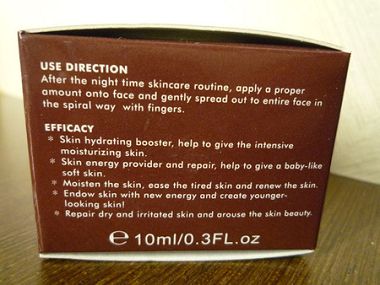 USE DIRECTION
After the night time skincare routine, apply a proper
amount onto face and gently spread out to entire face in
the spiral way with fingers.
EFFICACY
* Skin hydrating booster, help to give the intensive
moisturizing skin.
* Skin energy provider and repair, help to give a baby-like
soft skin.
* Moisten the skin, ease the tired skin and renew the skin.
* Endow skin with new energy and create younger-
looking skin!
* Repair dry and irritated skin and arouse the skin beauty.
℮ 10ml/0.3FL.oz